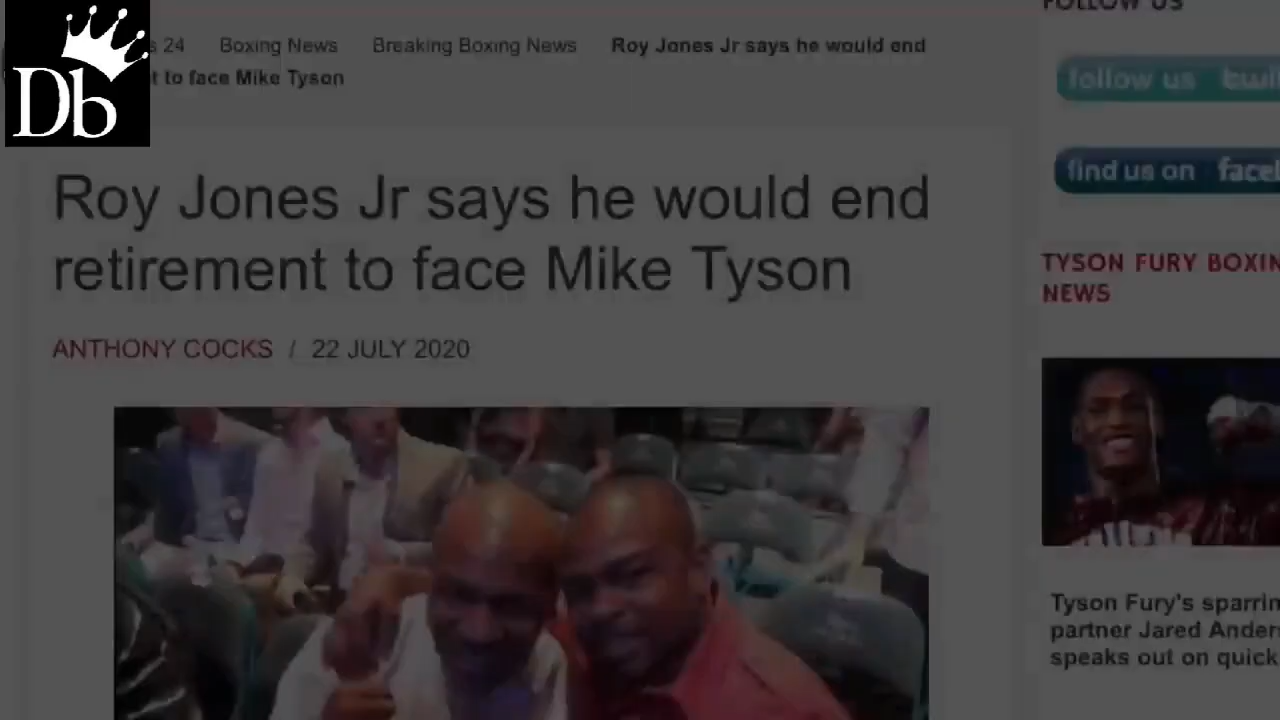 FOLLOW US
s 24 Boxing News Breaking Boxing News Roy Jones Jr says he would end
t to face Mike Tyson
Db
follow us
find us on
Roy Jones Jr says he would end
retirement to face Mike Tyson
ANTHONY COCKS / 22 JULY 2020
TYSON FURY BOXIN
NEWS
Tyson Fury's sparrin
partner Jared Ander
speaks out on quick